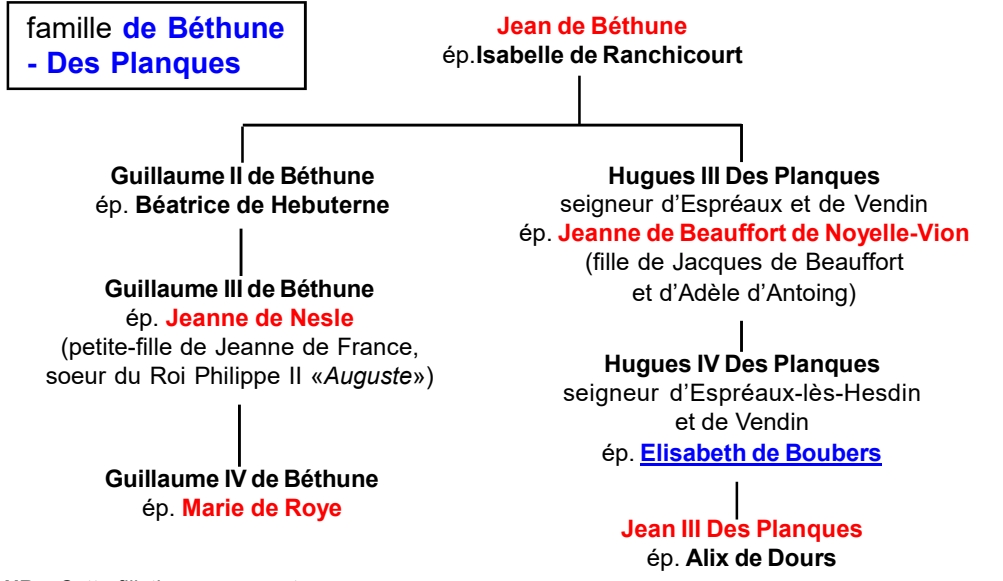 famille de Béthune
- Des Planques
Jean de Béthune
ép.Isabelle de Ranchicourt
Guillaume II de Béthune
ép. Béatrice de Hebuterne
Guillaume III de Béthune
ép. Jeanne de Nesle
(petite-fille de Jeanne de France,
soeur du Roi Philippe II «Auguste»)
Guillaume IV de Béthune
ép. Marie de Roye
Hugues III Des Planques
seigneur d’Espréaux et de Vendin
ép. Jeanne de Beauffort de Noyelle-Vion
(fille de Jacques de Beauffort
et d’Adèle d’Antoing)
Hugues IV Des Planques
seigneur d’Espréaux-lès-Hesdin
et de Vendin
ép. Elisabeth de Boubers
Jean III Des Planques
ép. Alix de Dours